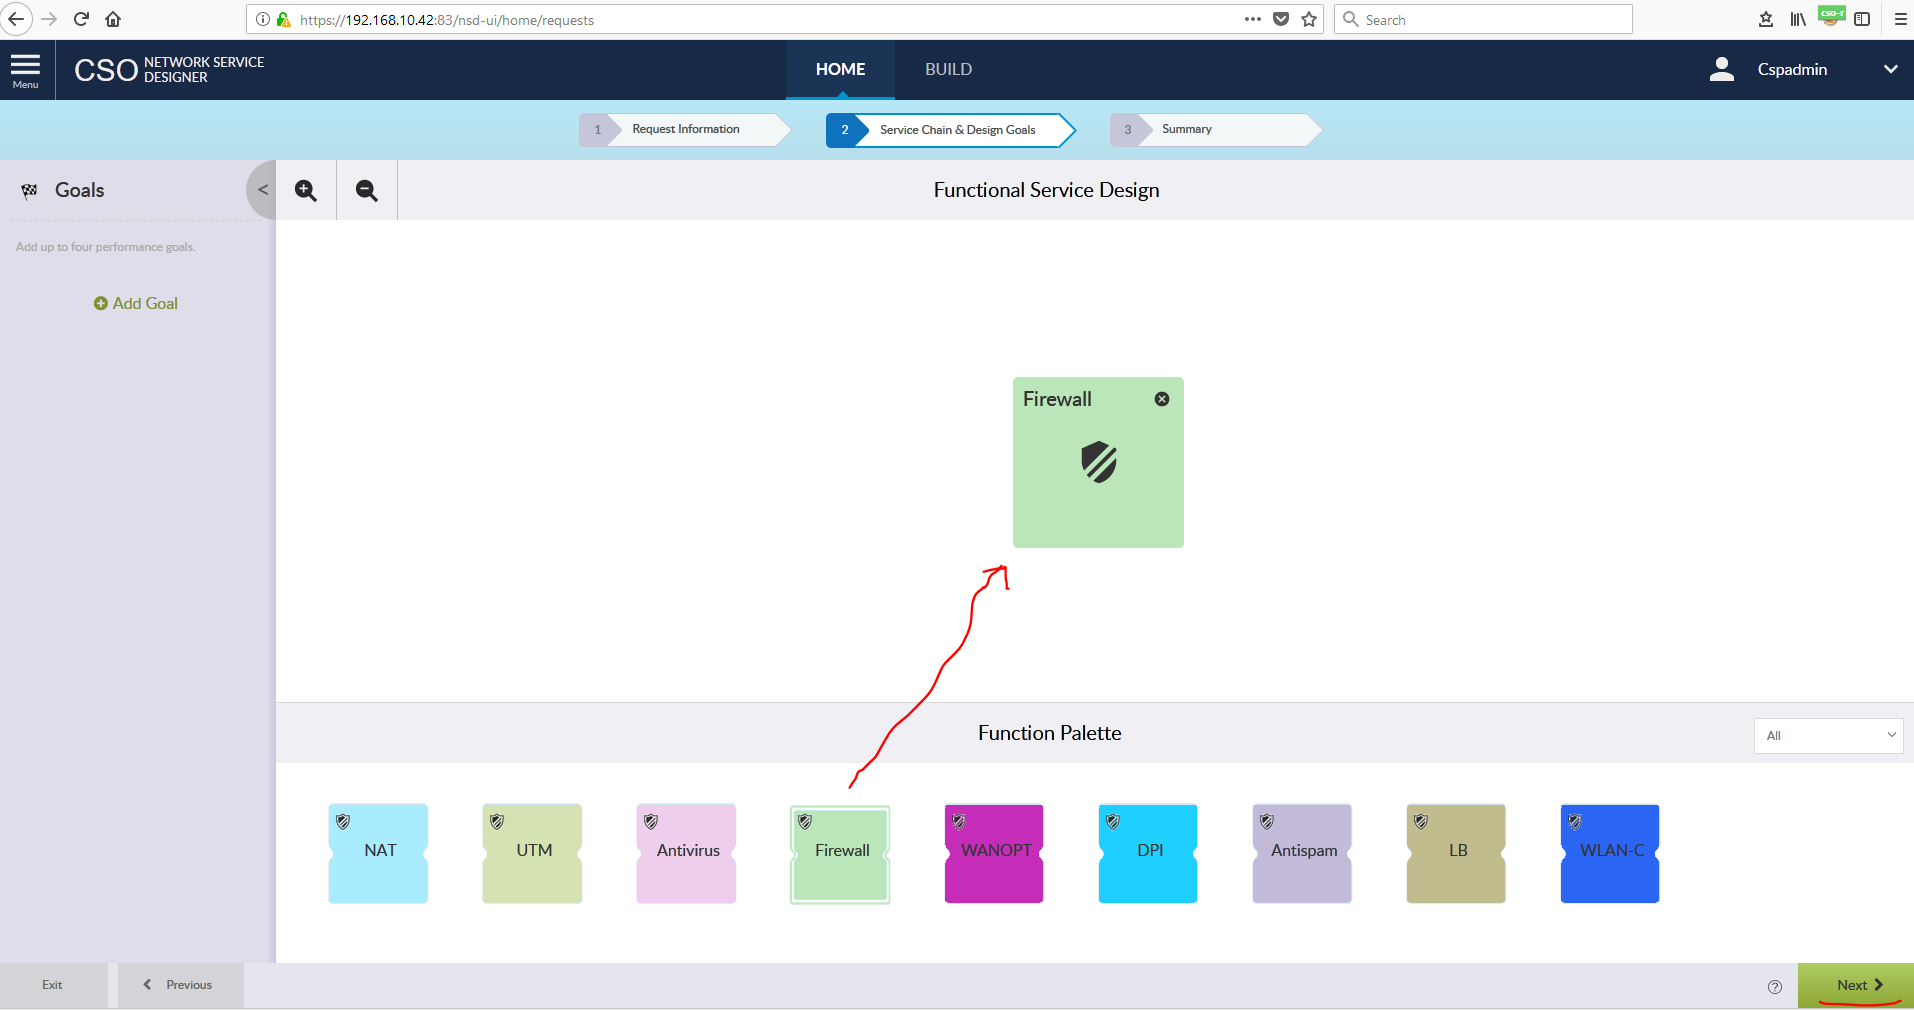 https://192.168.10.42:83/nsd-ui/home/requests
Search
cso-r
Menu
CSO NETWORK SERVICE DESIGNER
HOME
BUILD
Cspadmin
1 Request Information
2 Service Chain & Design Goals
3 Summary
Goals
<
Functional Service Design
Add up to four performance goals.
Add Goal
Firewall
Function Palette
All
NAT
UTM
Antivirus
Firewall
WANOPT
DPI
Antispam
LB
WLAN-C
Exit
Previous
?
Next